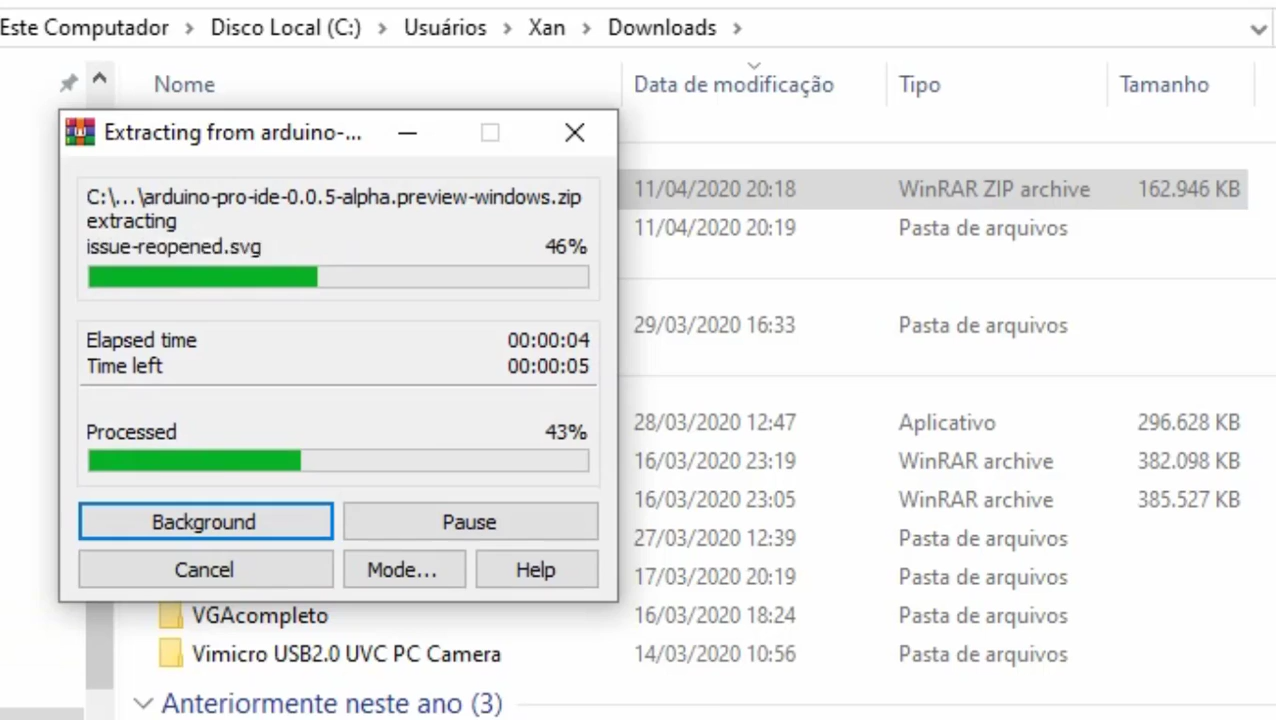 Este Computador > Disco Local (C:) > Usuários > Xan > Downloads >
Nome Data de modificação Tipo Tamanho
Extracting from arduino-...
C:\...\arduino-pro-ide-0.0.5-alpha.preview-windows.zip
extracting
issue-reopened.svg 46%
Elapsed time 00:00:04
Time left 00:00:05
Processed 43%
Background Pause
Cancel Mode... Help
11/04/2020 20:18 WinRAR ZIP archive 162.946 KB
11/04/2020 20:19 Pasta de arquivos
29/03/2020 16:33 Pasta de arquivos
28/03/2020 12:47 Aplicativo 296.628 KB
16/03/2020 23:19 WinRAR archive 382.098 KB
16/03/2020 23:05 WinRAR archive 385.527 KB
27/03/2020 12:39 Pasta de arquivos
17/03/2020 20:19 Pasta de arquivos
VGAcompleto 16/03/2020 18:24 Pasta de arquivos
Vimicro USB2.0 UVC PC Camera 14/03/2020 10:56 Pasta de arquivos
Anteriormente neste ano (3)